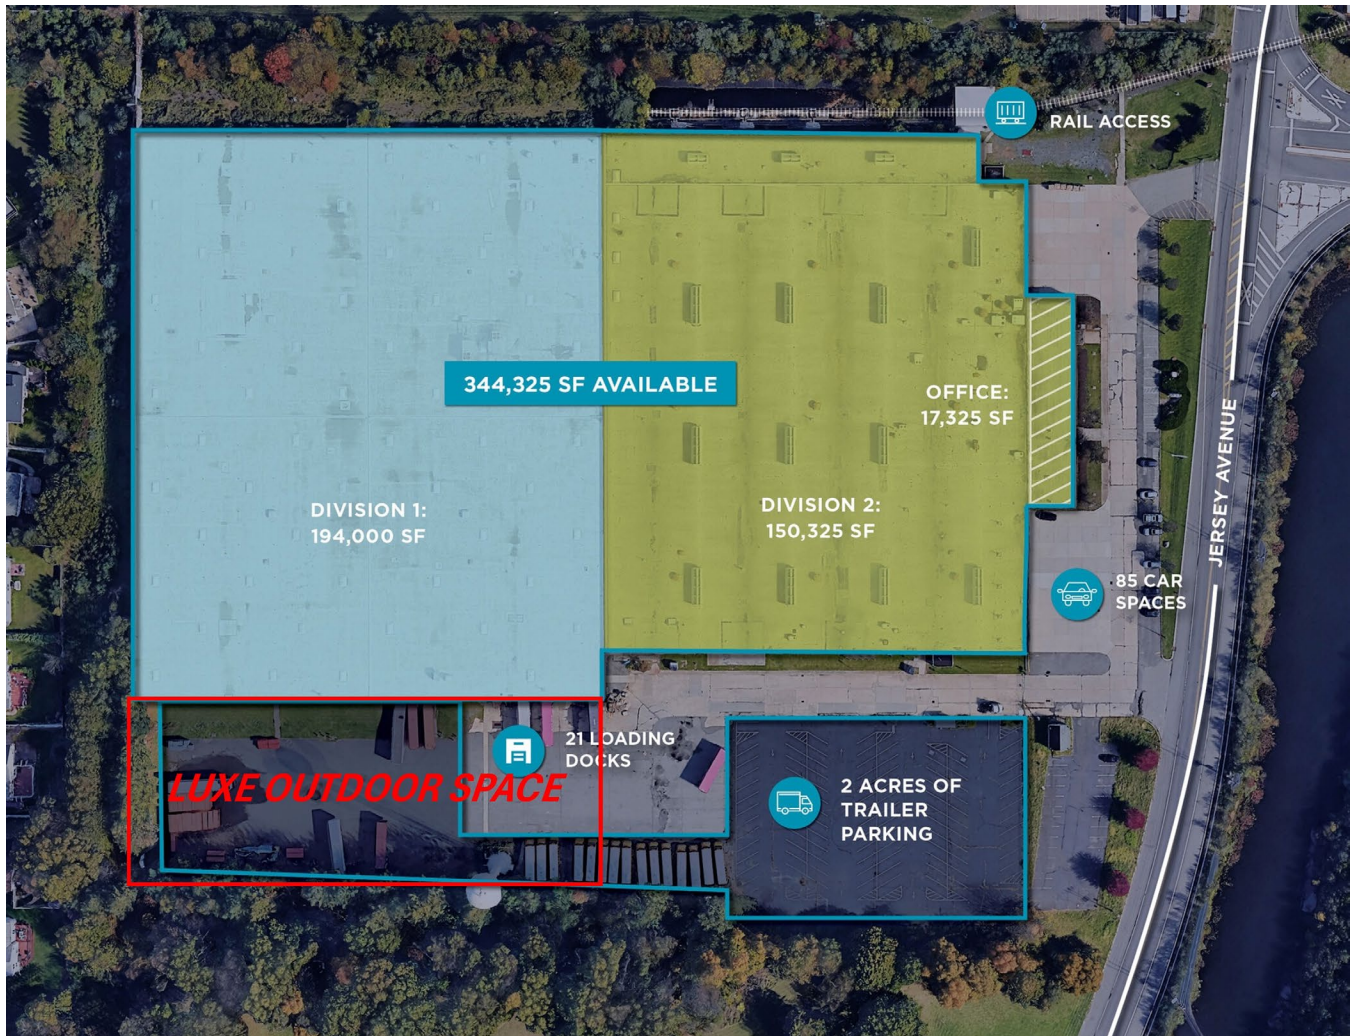 RAIL ACCESS
344,325 SF AVAILABLE
OFFICE:
17,325 SF
DIVISION 1:
194,000 SF
DIVISION 2:
150,325 SF
JERSEY AVENUE
85 CAR
SPACES
21 LOADING
DOCKS
LUXE OUTDOOR SPACE
2 ACRES OF
TRAILER
PARKING